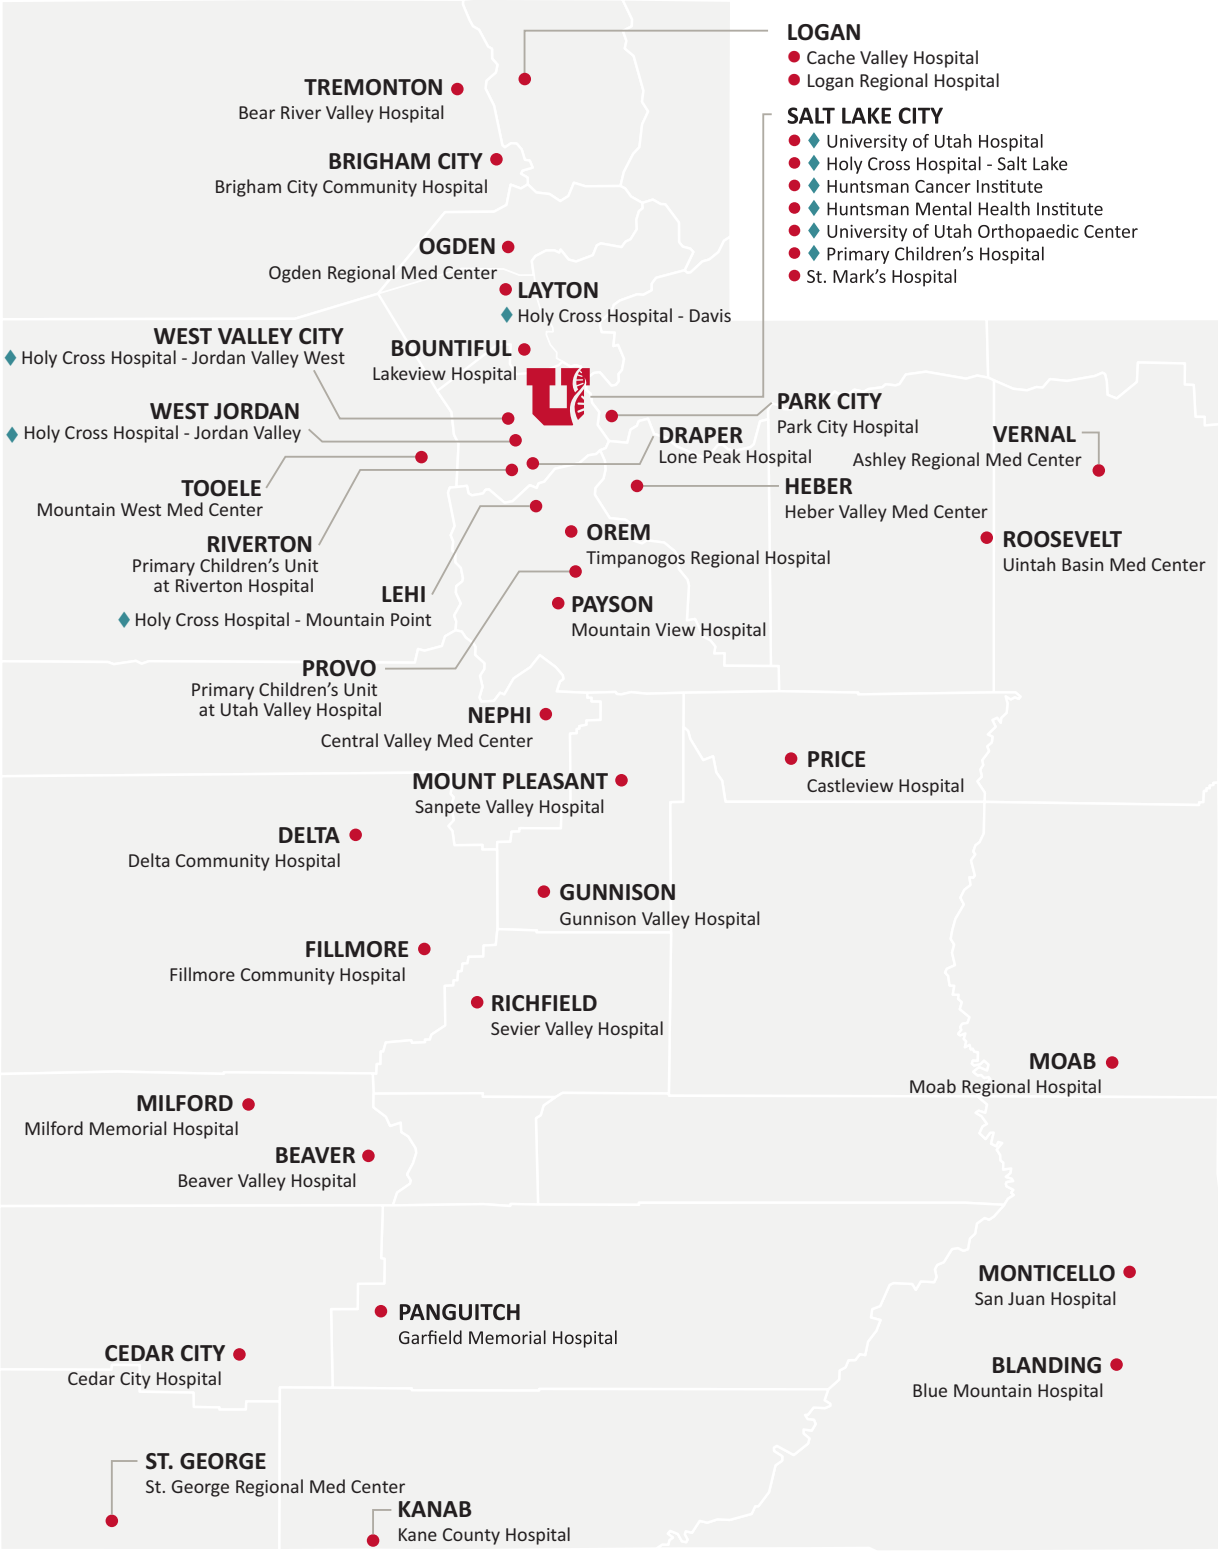 LOGAN
Cache Valley Hospital
Logan Regional Hospital
TREMONTON
Bear River Valley Hospital
SALT LAKE CITY
University of Utah Hospital
Holy Cross Hospital - Salt Lake
Huntsman Cancer Institute
Huntsman Mental Health Institute
University of Utah Orthopaedic Center
Primary Children’s Hospital
St. Mark’s Hospital
BRIGHAM CITY
Brigham City Community Hospital
OGDEN
Ogden Regional Med Center
LAYTON
Holy Cross Hospital - Davis
WEST VALLEY CITY
Holy Cross Hospital - Jordan Valley West
BOUNTIFUL
Lakeview Hospital
U
WEST JORDAN
Holy Cross Hospital - Jordan Valley
PARK CITY
Park City Hospital
DRAPER
Lone Peak Hospital
VERNAL
Ashley Regional Med Center
TOOELE
Mountain West Med Center
HEBER
Heber Valley Med Center
RIVERTON
Primary Children’s Unit
at Riverton Hospital
OREM
Timpanogos Regional Hospital
ROOSEVELT
Uintah Basin Med Center
LEHI
Holy Cross Hospital - Mountain Point
PAYSON
Mountain View Hospital
PROVO
Primary Children’s Unit
at Utah Valley Hospital
NEPHI
Central Valley Med Center
PRICE
Castleview Hospital
MOUNT PLEASANT
Sanpete Valley Hospital
DELTA
Delta Community Hospital
GUNNISON
Gunnison Valley Hospital
FILLMORE
Fillmore Community Hospital
RICHFIELD
Sevier Valley Hospital
MOAB
Moab Regional Hospital
MILFORD
Milford Memorial Hospital
BEAVER
Beaver Valley Hospital
MONTICELLO
San Juan Hospital
PANGUITCH
Garfield Memorial Hospital
CEDAR CITY
Cedar City Hospital
BLANDING
Blue Mountain Hospital
ST. GEORGE
St. George Regional Med Center
KANAB
Kane County Hospital